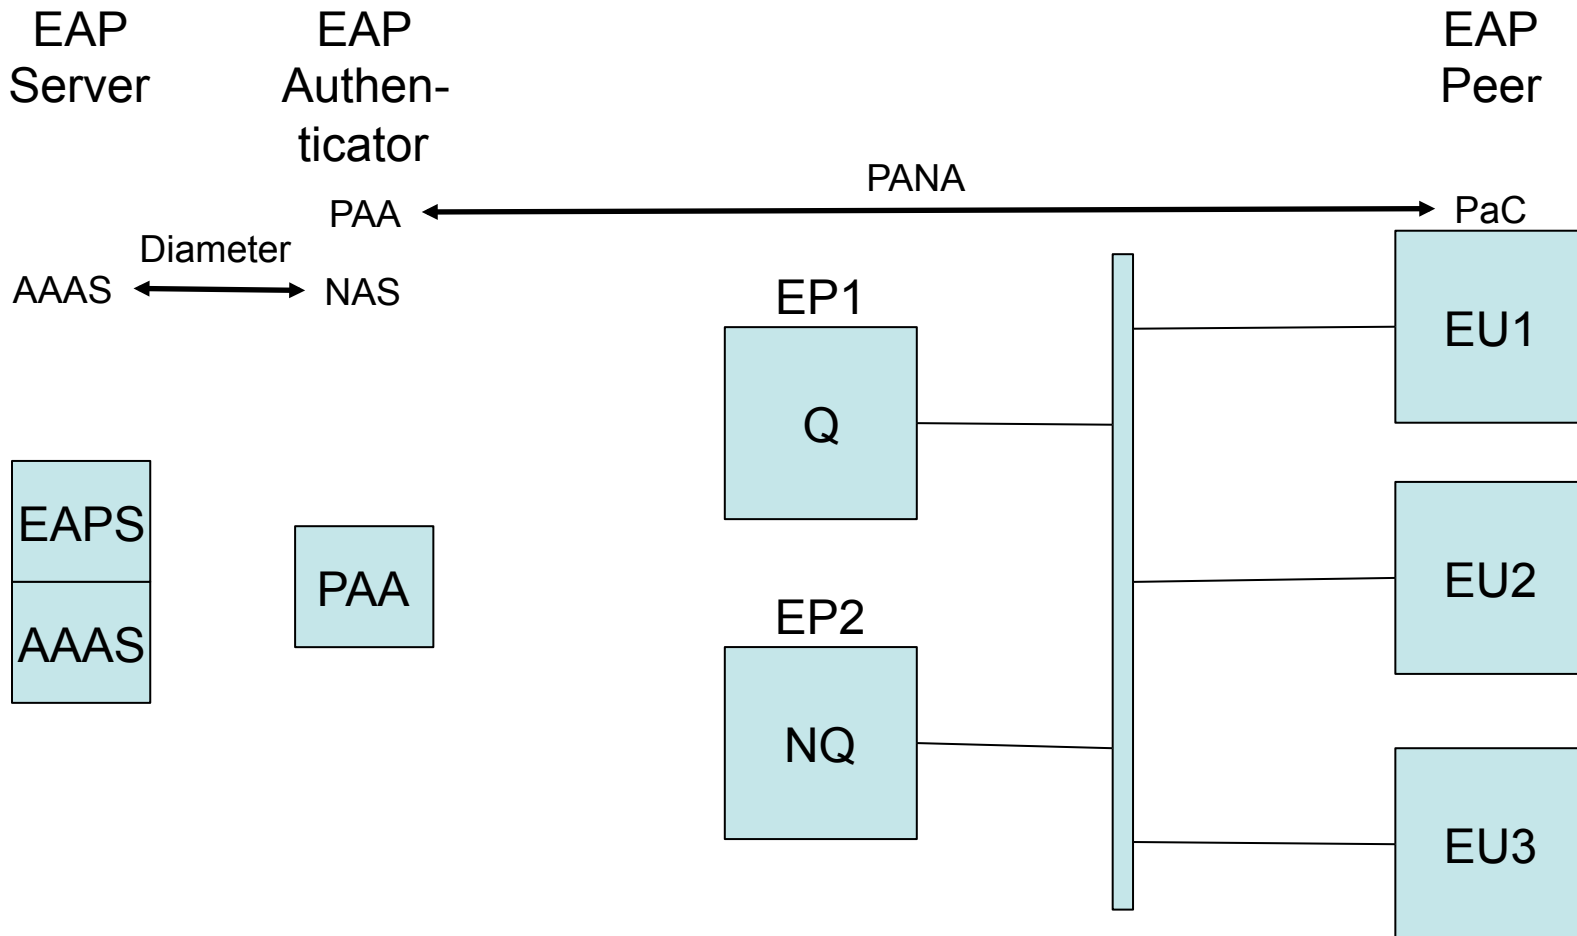 EAP
Server
EAP
Authen-
ticator
EAP
Peer
PANA
PAA
PaC
Diameter
AAAS
NAS
EP1
EU1
Q
EAPS
PAA
EU2
EP2
AAAS
NQ
EU3